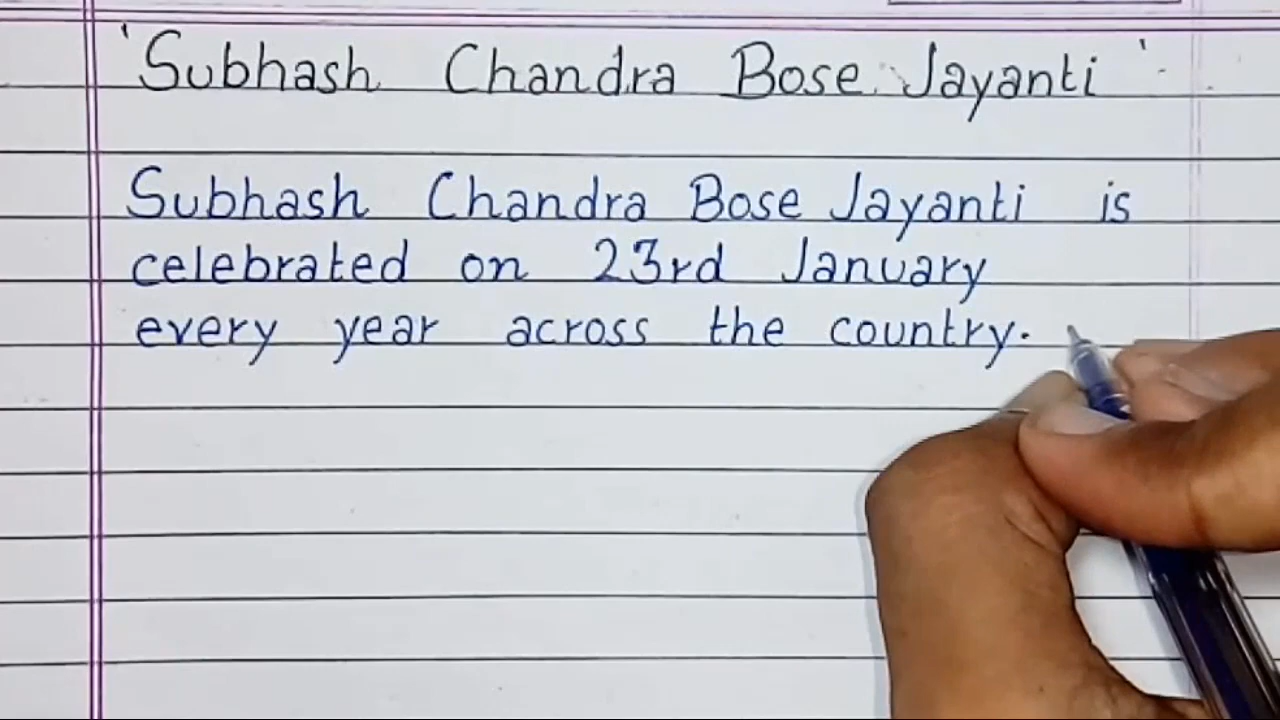 'Subhash Chandra Bose Jayanti'
Subhash Chandra Bose Jayanti is
celebrated on 23rd January
every year across the country.